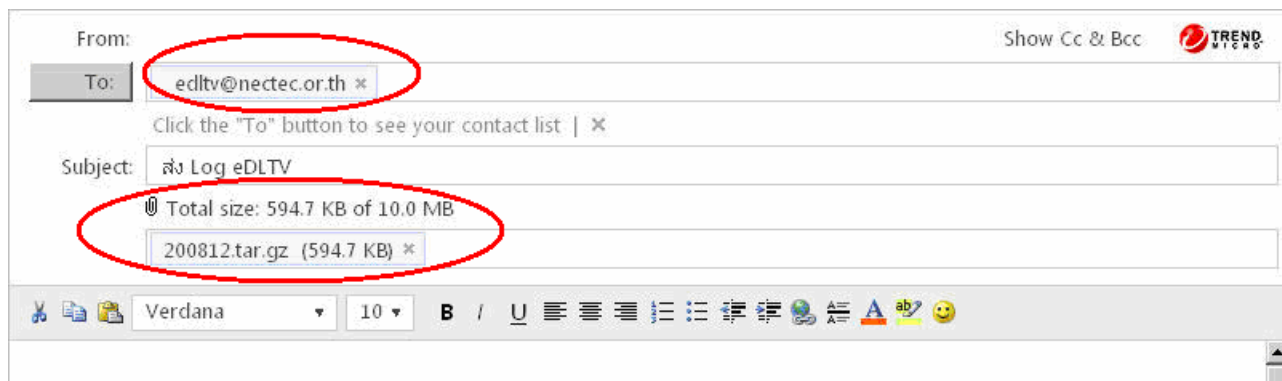 From: Show Cc & Bcc TREND MICRO
To: edltv@nectec.or.th ×
Click the "To" button to see your contact list | ×
Subject: ส่ง Log eDLTV
Total size: 594.7 KB of 10.0 MB
200812.tar.gz (594.7 KB) ×
Verdana 10 B I U